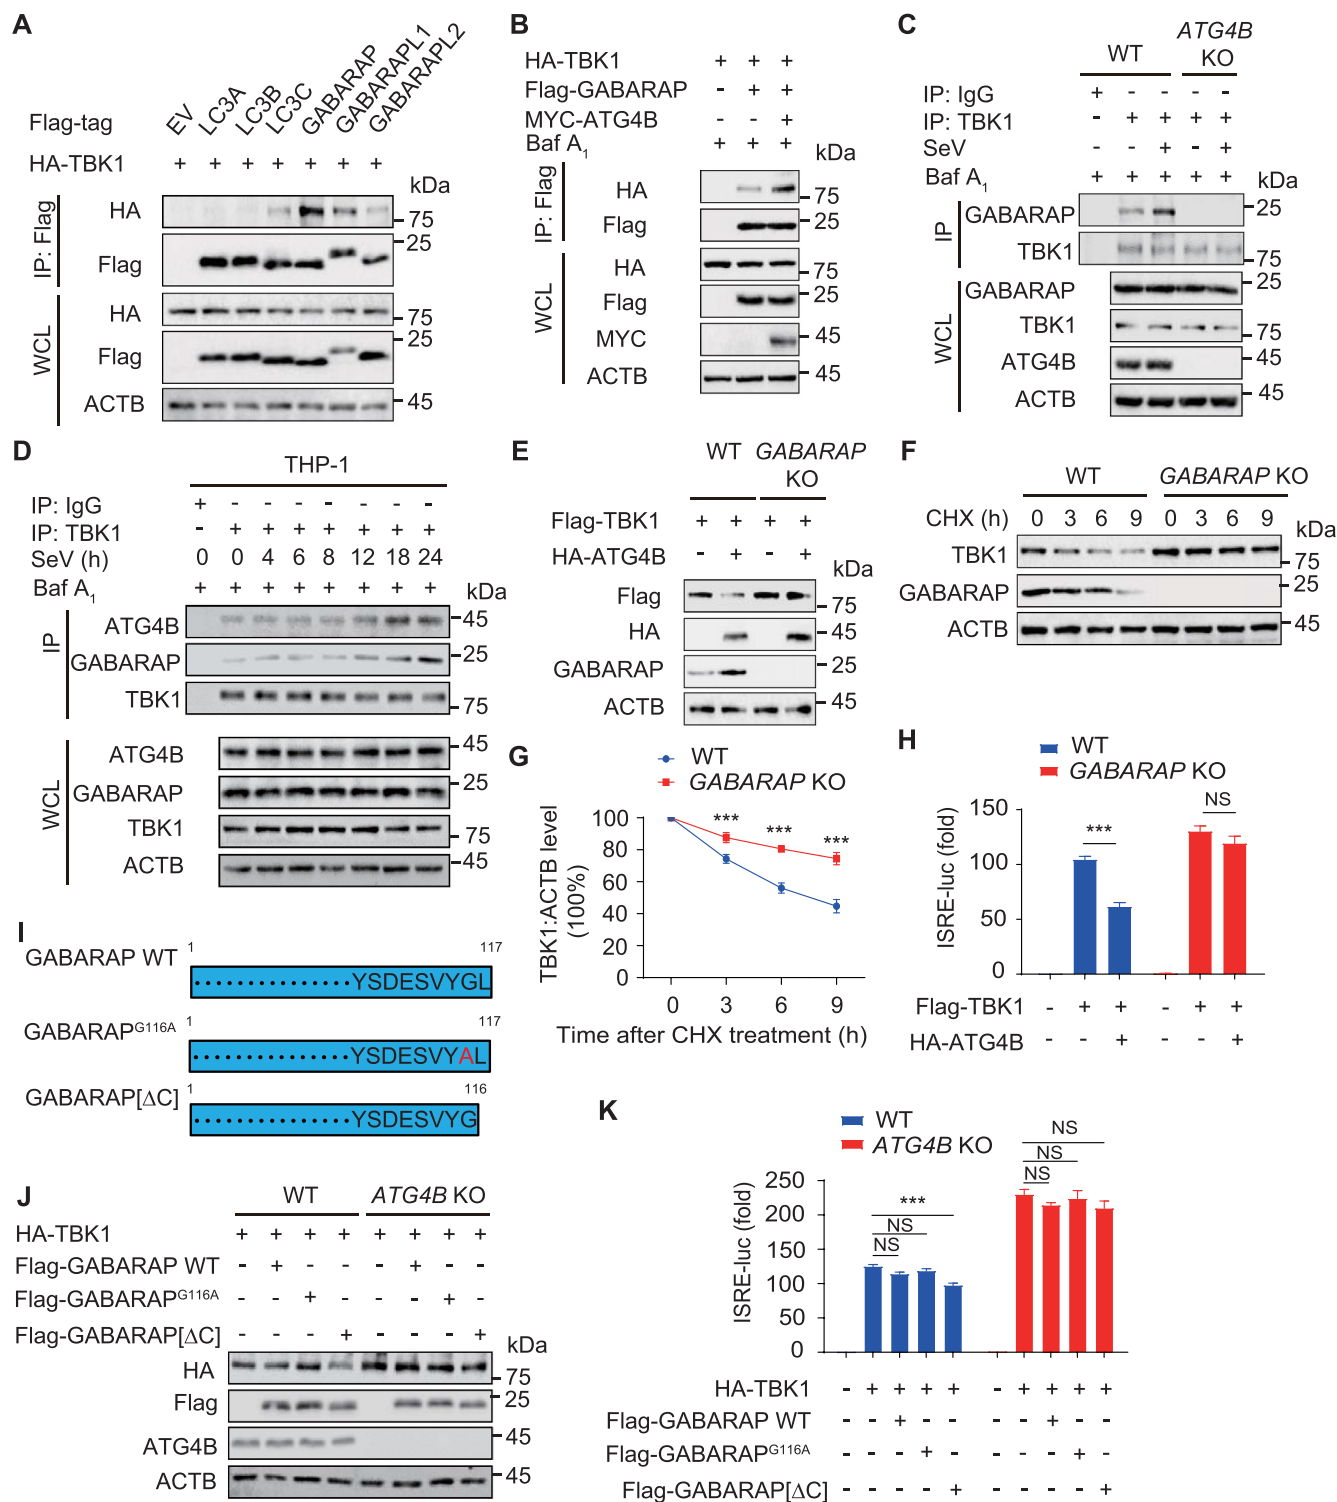 A
Flag-tag
EV LC3A LC3B LC3C GABARAP GABARAPL1 GABARAPL2
HA-TBK1 + + + + + + +
kDa
IP: Flag
HA 75
Flag 25
WCL
HA 75
Flag 25
ACTB 45
B
HA-TBK1 + + +
Flag-GABARAP - + +
MYC-ATG4B - - +
Baf A1 + + +
kDa
IP: Flag
HA 75
Flag 25
WCL
HA 75
Flag 25
MYC 45
ACTB 45
C
WT ATG4B KO
IP: IgG + - - - -
IP: TBK1 - + + + +
SeV - - + - +
Baf A1 + + + + +
kDa
IP
GABARAP 25
TBK1 75
WCL
GABARAP 25
TBK1 75
ATG4B 45
ACTB 45
D
THP-1
IP: IgG + - - - - - - -
IP: TBK1 - + + + + + + +
SeV (h) 0 0 4 6 8 12 18 24
Baf A1 + + + + + + + +
kDa
IP
ATG4B 45
GABARAP 25
TBK1 75
WCL
ATG4B 45
GABARAP 25
TBK1 75
ACTB 45
E
WT GABARAP KO
Flag-TBK1 + + + +
HA-ATG4B - + - +
kDa
Flag 75
HA 45
GABARAP 25
ACTB 45
F
WT GABARAP KO
CHX (h) 0 3 6 9 0 3 6 9
kDa
TBK1 75
GABARAP 25
ACTB 45
G
WT
GABARAP KO
TBK1:ACTB level (100%)
100
80
60
40
20
0
*** *** ***
0 3 6 9
Time after CHX treatment (h)
H
WT
GABARAP KO
ISRE-luc (fold)
150
100
50
0
*** NS
Flag-TBK1 - + + - + +
HA-ATG4B - - + - - +
I
GABARAP WT 1 117
YSDESVYGL
GABARAPG116A 1 117
YSDESVYAL
GABARAP[ΔC] 1 116
YSDESVYG
J
WT ATG4B KO
HA-TBK1 + + + + + + + +
Flag-GABARAP WT - + - - - + - -
Flag-GABARAPG116A - - + - - - + -
Flag-GABARAP[ΔC] - - - + - - - +
kDa
HA 75
Flag 25
ATG4B 45
ACTB 45
K
WT
ATG4B KO
ISRE-luc (fold)
250
200
150
100
50
0
***
NS
NS
NS
NS
NS
HA-TBK1 - + + + + - + + + +
Flag-GABARAP WT - - + - - - - + - -
Flag-GABARAPG116A - - - + - - - - + -
Flag-GABARAP[ΔC] - - - - + - - - - +